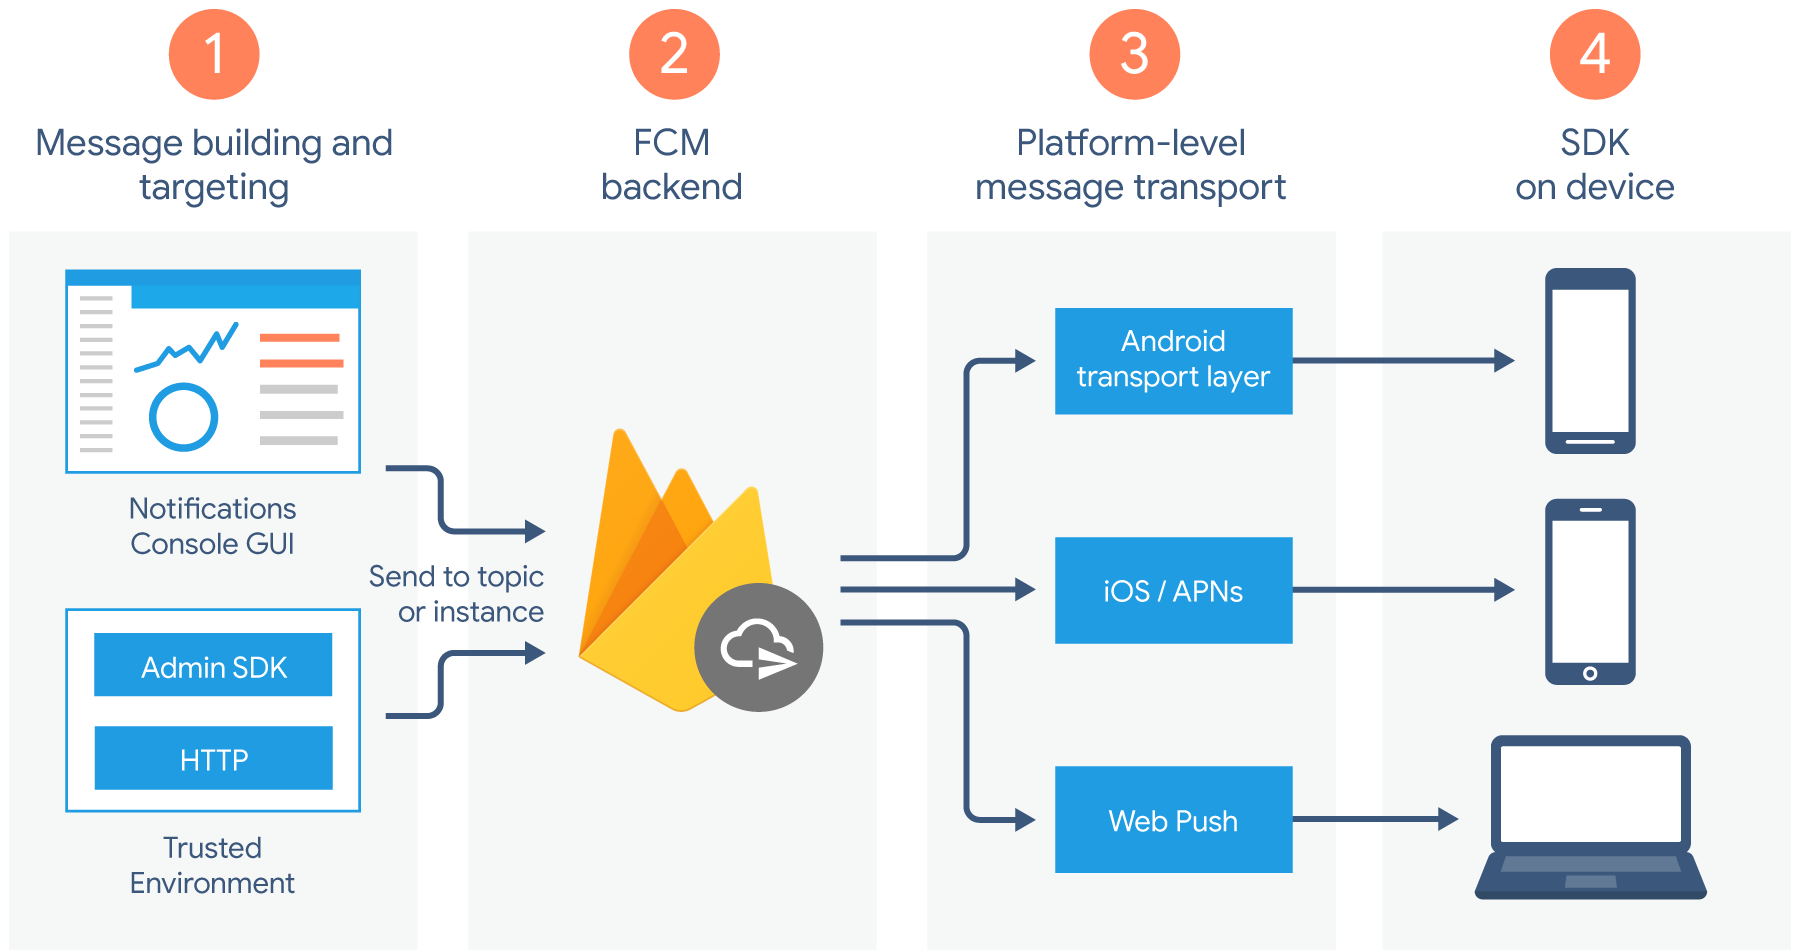 1
Message building and
targeting
2
FCM
backend
3
Platform-level
message transport
4
SDK
on device
Notifications
Console GUI
Send to topic
or instance
Admin SDK
HTTP
Trusted
Environment
Android
transport layer
iOS / APNs
Web Push